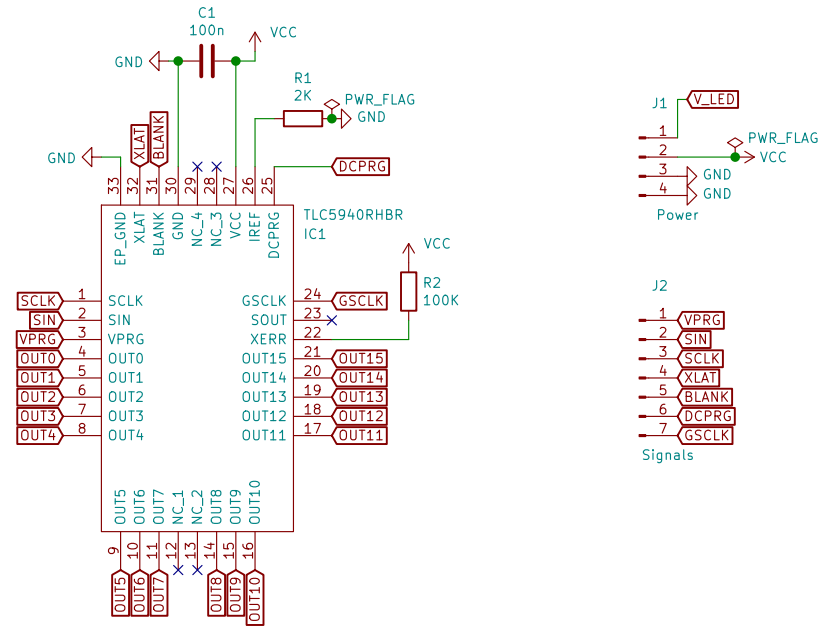 C1
100n
VCC
GND
R1
2K
PWR_FLAG
GND
XLAT
BLANK
GND
DCPRG
33
32
31
30
29
28
27
26
25
EP_GND
XLAT
BLANK
GND
NC_4
NC_3
VCC
IREF
DCPRG
TLC5940RHBR
IC1
SCLK 1 SCLK
SIN 2 SIN
VPRG 3 VPRG
OUT0 4 OUT0
OUT1 5 OUT1
OUT2 6 OUT2
OUT3 7 OUT3
OUT4 8 OUT4
GSCLK 24 GSCLK
SOUT 23
XERR 22
OUT15 21 OUT15
OUT14 20 OUT14
OUT13 19 OUT13
OUT12 18 OUT12
OUT11 17 OUT11
VCC
R2
100K
OUT5
OUT6
OUT7
NC_1
NC_2
OUT8
OUT9
OUT10
9
10
11
12
13
14
15
16
OUT5
OUT6
OUT7
OUT8
OUT9
OUT10
J1
V_LED
1
PWR_FLAG
2 VCC
3 GND
4 GND
Power
J2
1 VPRG
2 SIN
3 SCLK
4 XLAT
5 BLANK
6 DCPRG
7 GSCLK
Signals